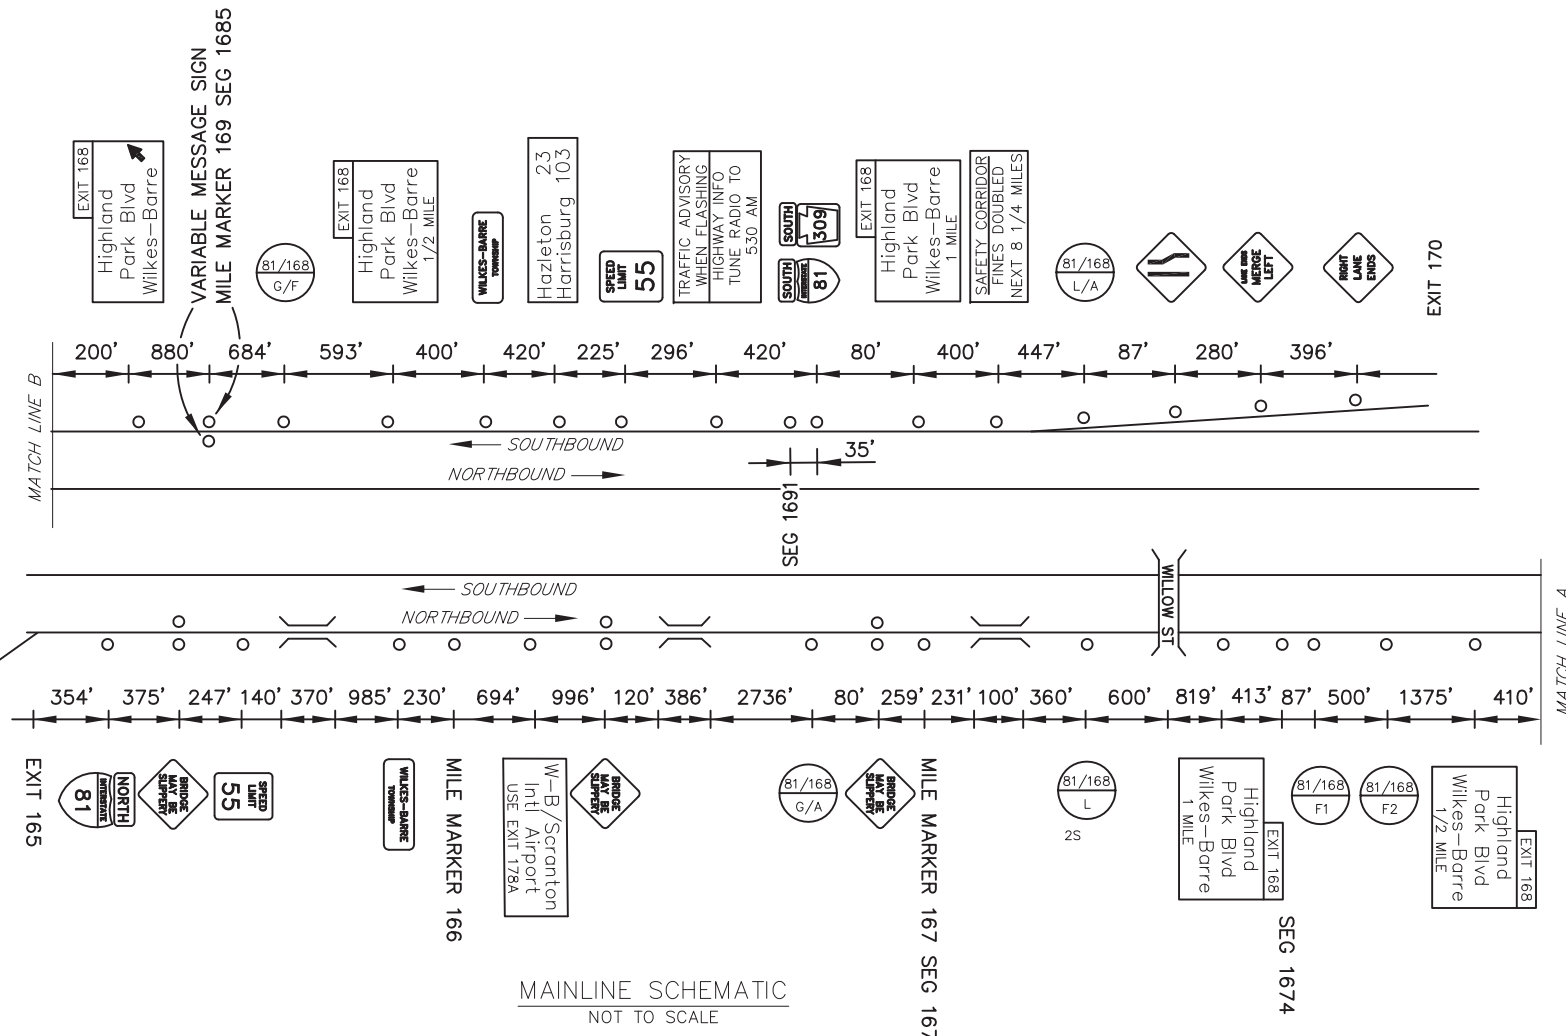 EXIT 168
Highland
Park Blvd
Wilkes-Barre
VARIABLE MESSAGE SIGN
MILE MARKER 169 SEG 1685
81/168
G/F
EXIT 168
Highland
Park Blvd
Wilkes-Barre
1/2 MILE
WILKES-BARRE
TOWNSHIP
Hazleton 23
Harrisburg 103
SPEED
LIMIT
55
TRAFFIC ADVISORY
WHEN FLASHING
HIGHWAY INFO
TUNE RADIO TO
530 AM
SOUTH
309
SOUTH
INTERSTATE
81
EXIT 168
Highland
Park Blvd
Wilkes-Barre
1 MILE
SAFETY CORRIDOR
FINES DOUBLED
NEXT 8 1/4 MILES
81/168
L/A
LANE ENDS
MERGE
LEFT
RIGHT
LANE
ENDS
EXIT 170
200' 880' 684' 593' 400' 420' 225' 296' 420' 80' 400' 447' 87' 280' 396'
MATCH LINE B
SOUTHBOUND
NORTHBOUND
35'
SEG 1691
SOUTHBOUND
NORTHBOUND
WILLOW ST
MATCH LINE A
354' 375' 247' 140' 370' 985' 230' 694' 996' 120' 386' 2736' 80' 259' 231' 100' 360' 600' 819' 413' 87' 500' 1375' 410'
EXIT 165
NORTH
INTERSTATE
81
BRIDGE
MAY BE
SLIPPERY
SPEED
LIMIT
55
WILKES-BARRE
TOWNSHIP
MILE MARKER 166
W-B/Scranton
Intl Airport
USE EXIT 178A
BRIDGE
MAY BE
SLIPPERY
81/168
G/A
BRIDGE
MAY BE
SLIPPERY
MILE MARKER 167 SEG 167
81/168
L
2S
EXIT 168
Highland
Park Blvd
Wilkes-Barre
1 MILE
SEG 1674
81/168
F1
81/168
F2
EXIT 168
Highland
Park Blvd
Wilkes-Barre
1/2 MILE
MAINLINE SCHEMATIC
NOT TO SCALE